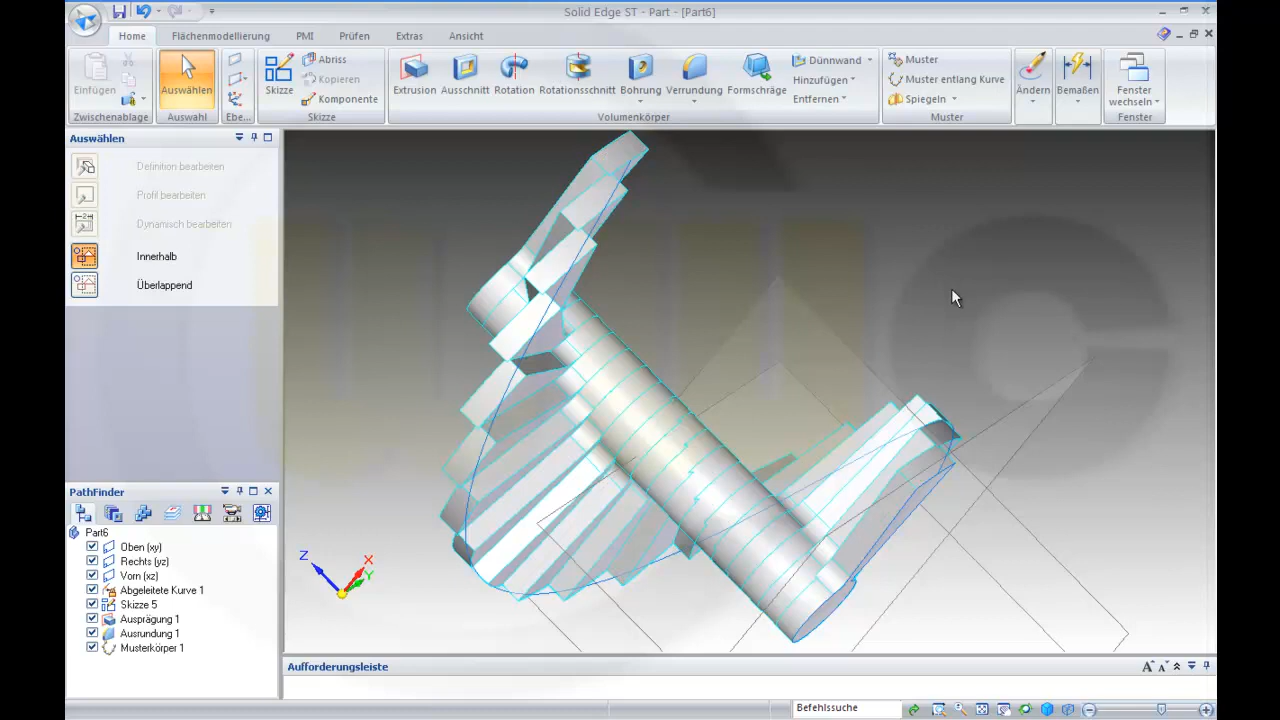 Solid Edge ST - Part - [Part6]
Home Flächenmodellierung PMI Prüfen Extras Ansicht
Einfügen
Zwischenablage
Auswählen
Auswahl
Ebe...
Skizze
Abriss
Kopieren
Komponente
Skizze
Extrusion Ausschnitt Rotation Rotationsschnitt Bohrung Verrundung Formschräge
Dünnwand
Hinzufügen
Entfernen
Volumenkörper
Muster
Muster entlang Kurve
Spiegeln
Muster
Ändern
Bemaßen
Fenster
wechseln
Fenster
Auswählen
Definition bearbeiten
Profil bearbeiten
Dynamisch bearbeiten
Innerhalb
Überlappend
PathFinder
Part6
Oben (xy)
Rechts (yz)
Vorn (xz)
Abgeleitete Kurve 1
Skizze 5
Ausprägung 1
Ausrundung 1
Musterkörper 1
Z
X
Y
Aufforderungsleiste
Befehlssuche